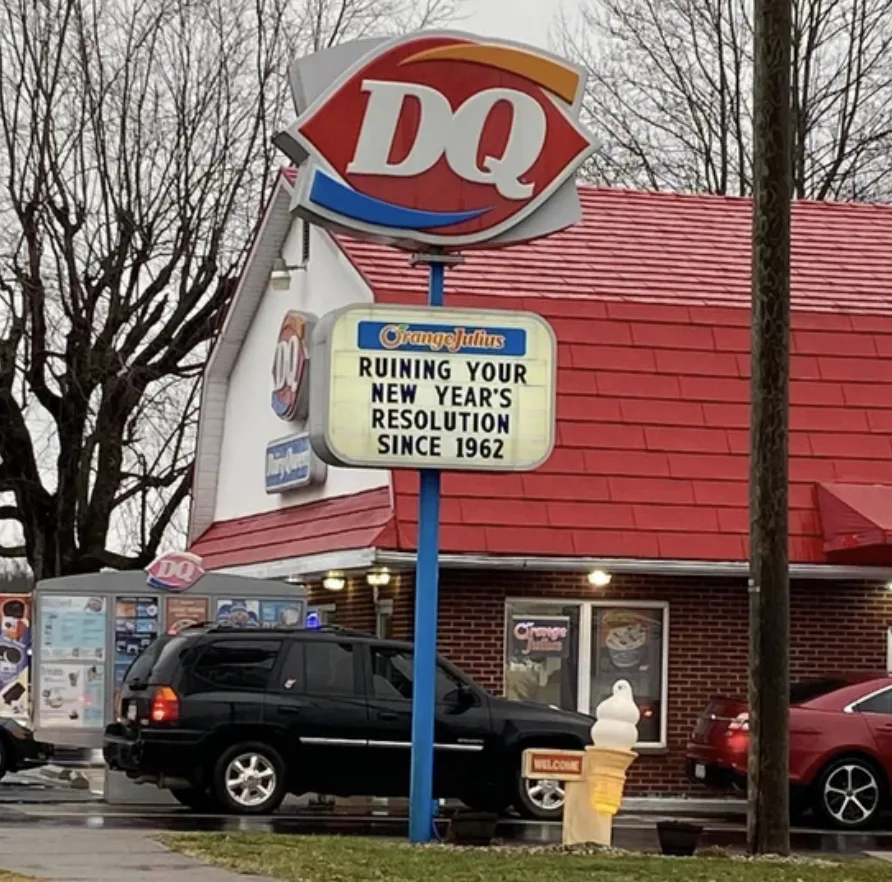 DQ
Orange Julius
RUINING YOUR
NEW YEAR'S
RESOLUTION
SINCE 1962
DQ
DQ
Orange
Julius
WELCOME